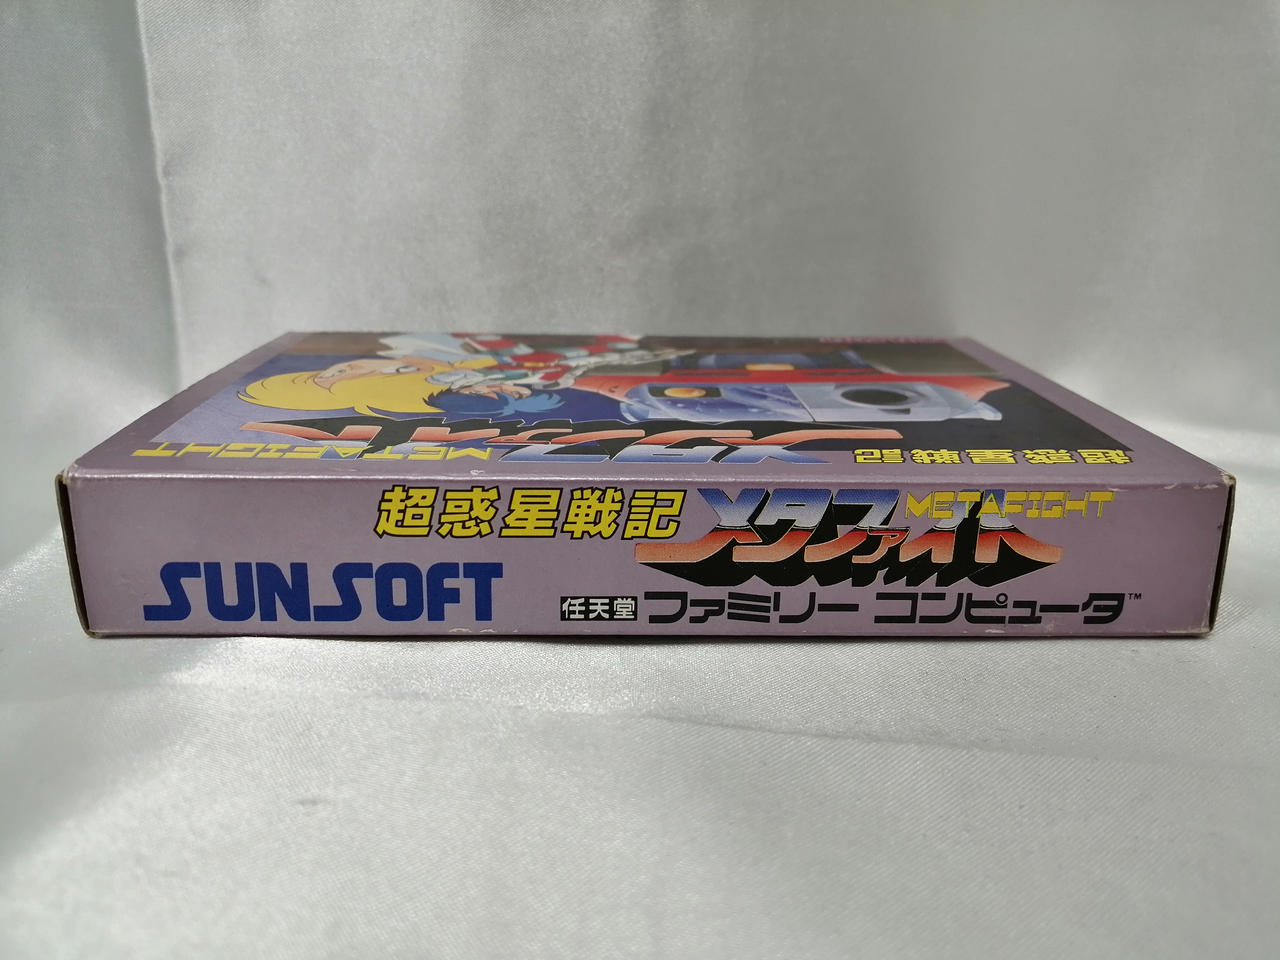 超惑星戦記
メタファイト
METAFIGHT
超惑星戦記 メタファイト METAFIGHT
SUNSOFT 任天堂 ファミリー コンピュータ™